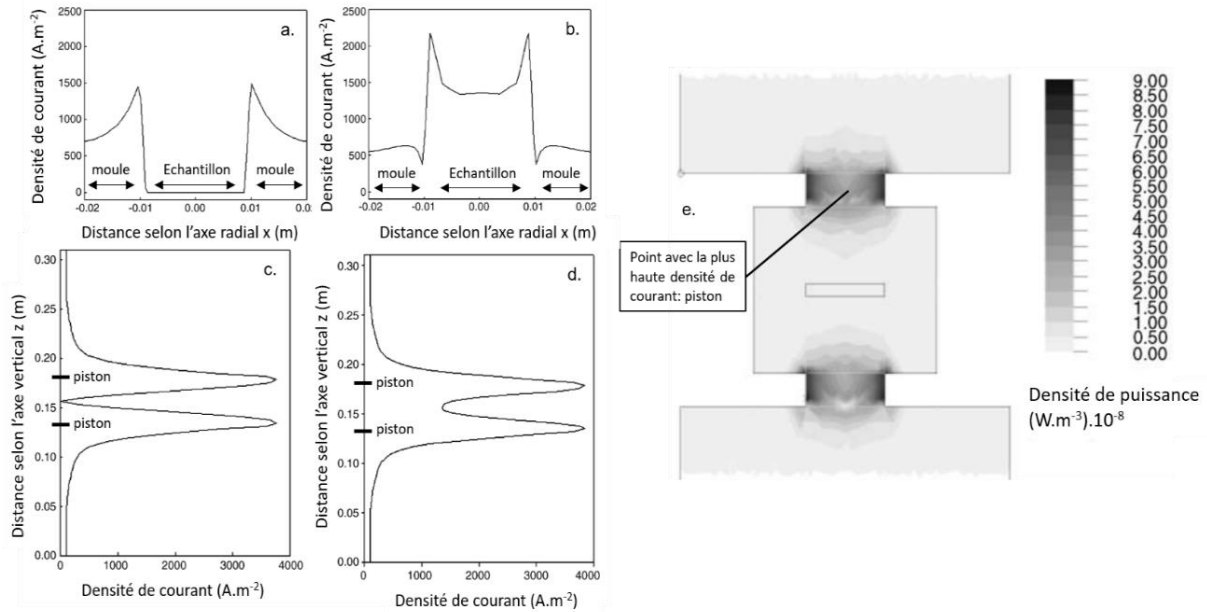 a.
Densité de courant (A.m-2)
2500
2000
1500
1000
500
0
moule
Echantillon
moule
-0.02
-0.01
0.00
0.01
0.0
Distance selon l'axe radial x (m)
b.
Densité de courant (A.m-2)
2500
2000
1500
1000
500
0
moule
Echantillon
moule
-0.02
-0.01
0.00
0.01
0.02
Distance selon l'axe radial x (m)
c.
Distance selon l'axe vertical z (m)
0.30
0.25
0.20
0.15
0.10
0.05
0.00
piston
piston
0
1000
2000
3000
4000
Densité de courant (A.m-2)
d.
Distance selon l'axe vertical z (m)
0.30
0.25
0.20
0.15
0.10
0.05
0.00
piston
piston
0
1000
2000
3000
4000
Densité de courant (A.m-2)
e.
Point avec la plus
haute densité de
courant: piston
9.00
8.50
8.00
7.50
7.00
6.50
6.00
5.50
5.00
4.50
4.00
3.50
3.00
2.50
2.00
1.50
1.00
0.50
0.00
Densité de puissance
(W.m-3).10-8